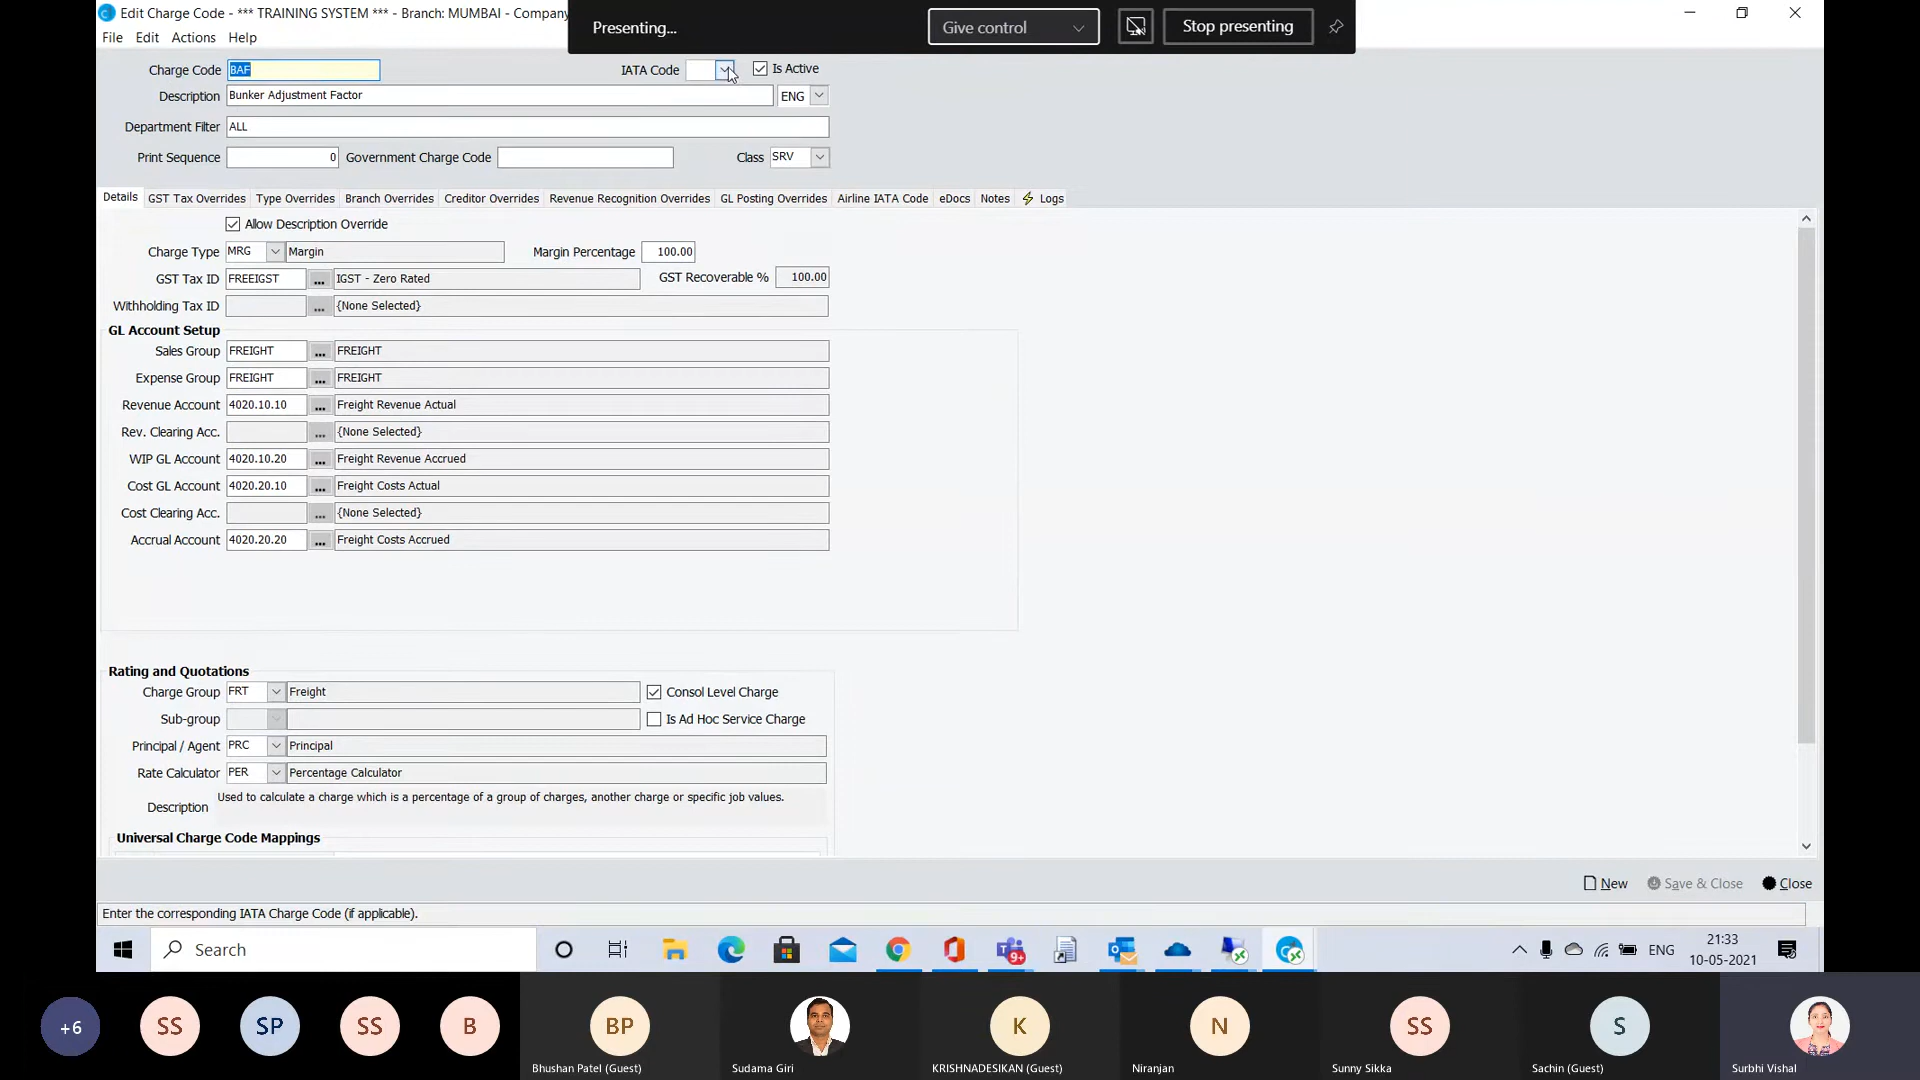 Edit Charge Code - *** TRAINING SYSTEM *** - Branch: MUMBAI - Company
Presenting...
Give control
Stop presenting
File Edit Actions Help
Charge Code BAF IATA Code Is Active
Description Bunker Adjustment Factor ENG
Department Filter ALL
Print Sequence 0 Government Charge Code Class SRV
Details GST Tax Overrides Type Overrides Branch Overrides Creditor Overrides Revenue Recognition Overrides GL Posting Overrides Airline IATA Code eDocs Notes Logs
Allow Description Override
Charge Type MRG Margin Margin Percentage 100.00
GST Tax ID FREEIGST ... IGST - Zero Rated GST Recoverable % 100.00
Withholding Tax ID ... {None Selected}
GL Account Setup
Sales Group FREIGHT ... FREIGHT
Expense Group FREIGHT ... FREIGHT
Revenue Account 4020.10.10 ... Freight Revenue Actual
Rev. Clearing Acc. ... {None Selected}
WIP GL Account 4020.10.20 ... Freight Revenue Accrued
Cost GL Account 4020.20.10 ... Freight Costs Actual
Cost Clearing Acc. ... {None Selected}
Accrual Account 4020.20.20 ... Freight Costs Accrued
Rating and Quotations
Charge Group FRT Freight Consol Level Charge
Sub-group Is Ad Hoc Service Charge
Principal / Agent PRC Principal
Rate Calculator PER Percentage Calculator
Description Used to calculate a charge which is a percentage of a group of charges, another charge or specific job values.
Universal Charge Code Mappings
New Save & Close Close
Enter the corresponding IATA Charge Code (if applicable).
Search 9+ ENG 21:33
10-05-2021
+6 SS SP SS B BP K N SS S
Bhushan Patel (Guest) Sudama Giri KRISHNADESIKAN (Guest) Niranjan Sunny Sikka Sachin (Guest) Surbhi Vishal